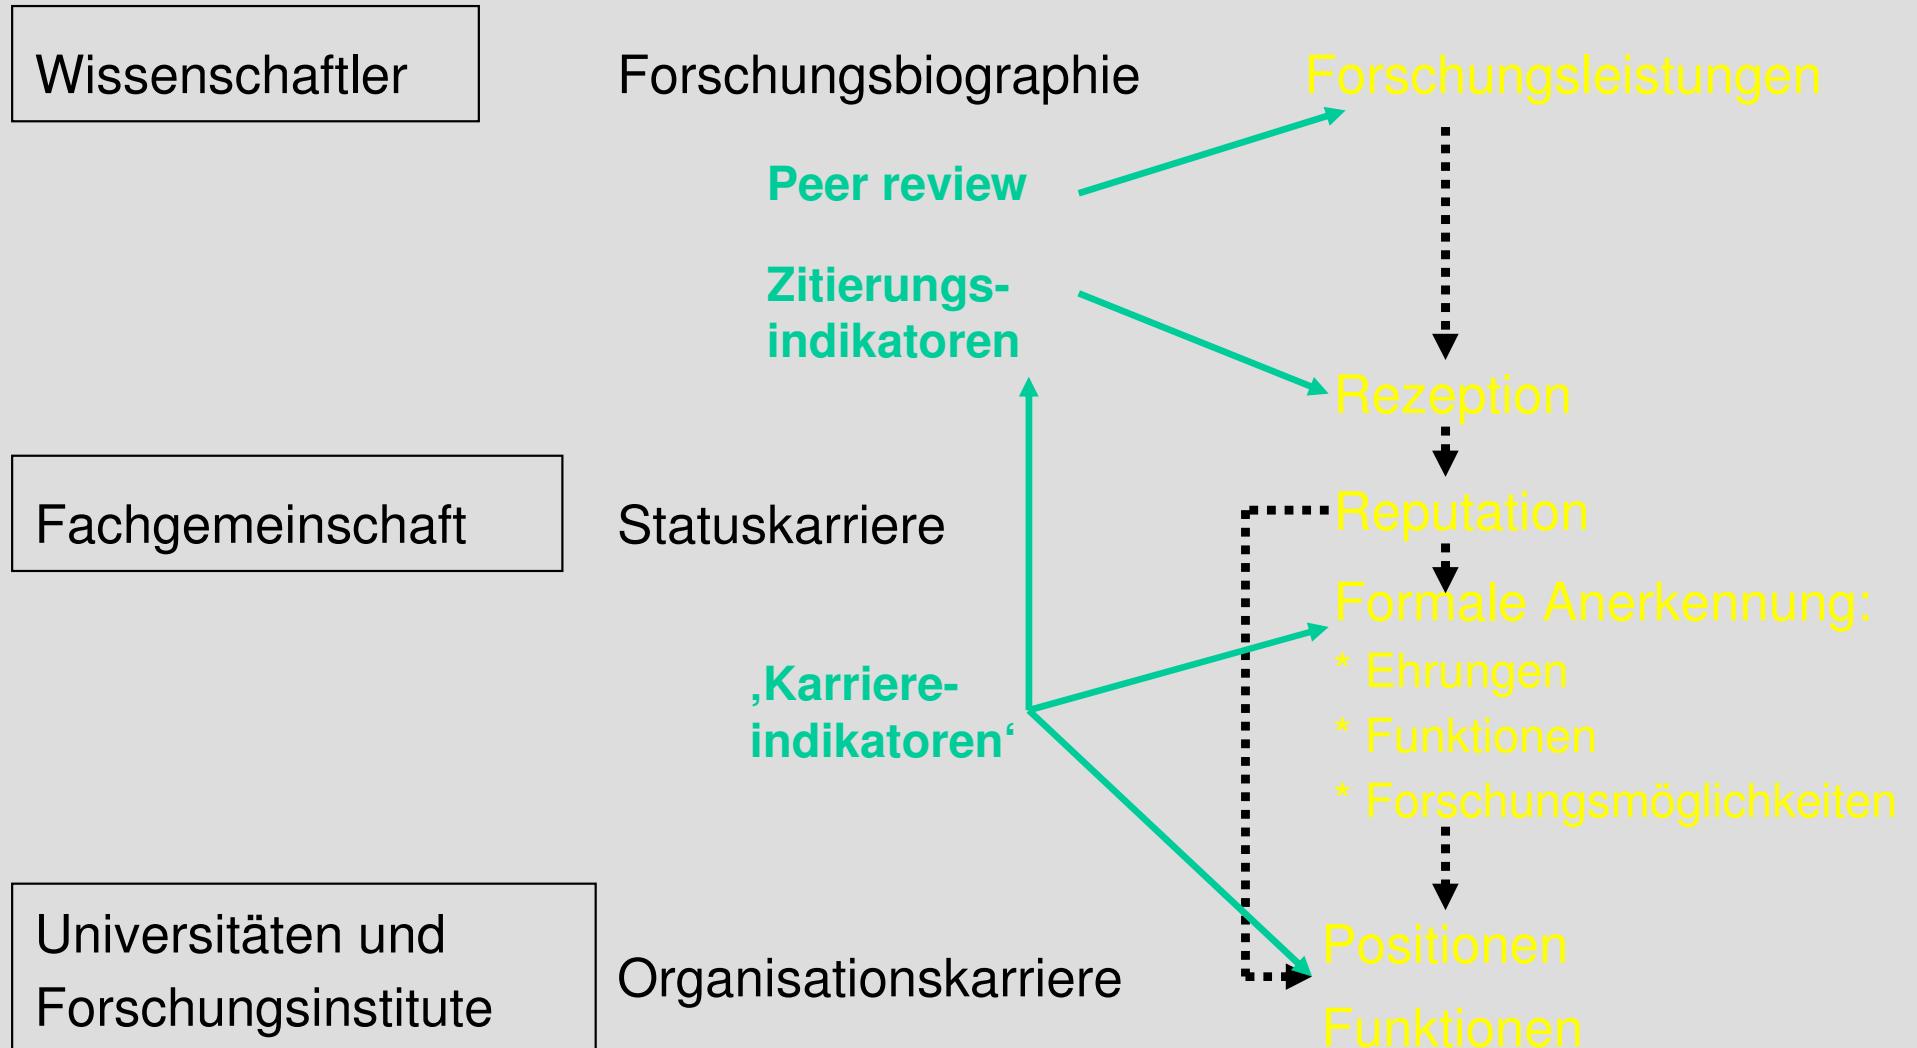 Wissenschaftler
Forschungsbiographie
Forschungsleistungen
Peer review
Zitierungs-
indikatoren
Rezeption
Fachgemeinschaft
Statuskarriere
Reputation
Formale Anerkennung:
* Ehrungen
* Funktionen
* Forschungsmöglichkeiten
‚Karriere-
indikatoren‘
Universitäten und
Forschungsinstitute
Organisationskarriere
Positionen
Funktionen